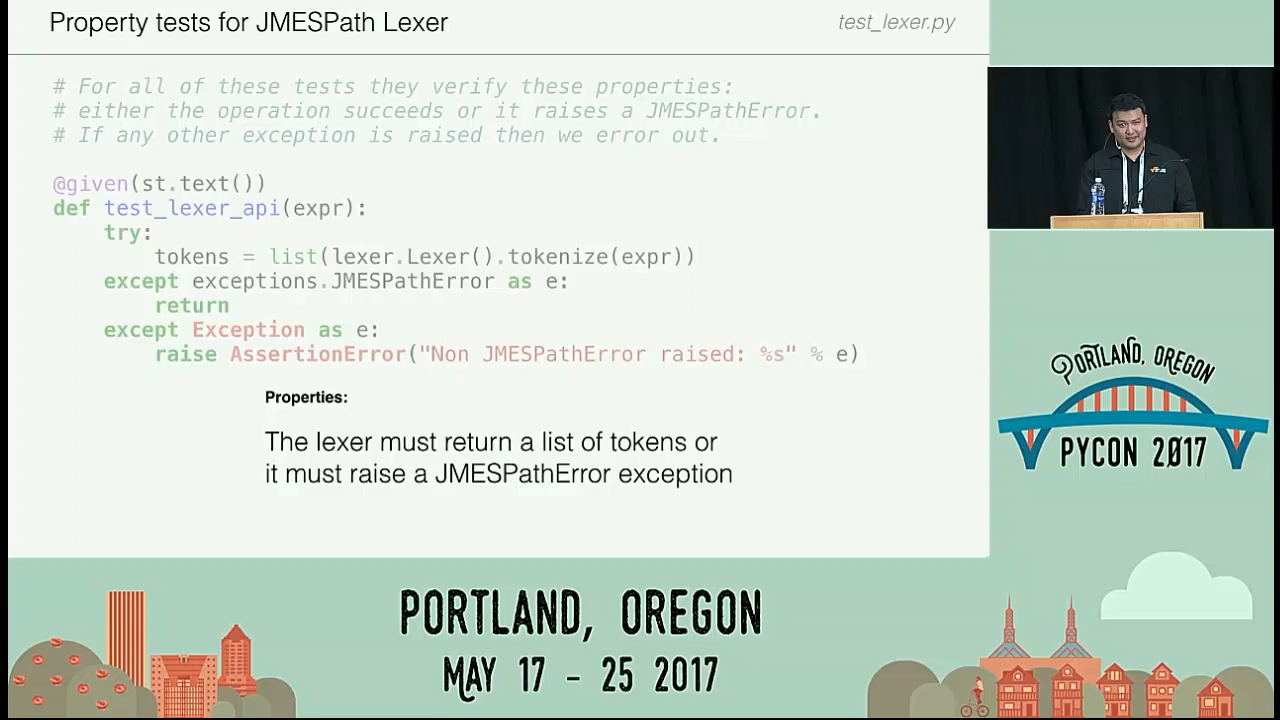 Property tests for JMESPath Lexer
test_lexer.py
# For all of these tests they verify these properties:
# either the operation succeeds or it raises a JMESPathError.
# If any other exception is raised then we error out.
@given(st.text())
def test_lexer_api(expr):
    try:
        tokens = list(lexer.Lexer().tokenize(expr))
    except exceptions.JMESPathError as e:
        return
    except Exception as e:
        raise AssertionError("Non JMESPathError raised: %s" % e)
Properties:
The lexer must return a list of tokens or
it must raise a JMESPathError exception
PORTLAND, OREGON
PYCON 2017
PORTLAND, OREGON
MAY 17 - 25 2017